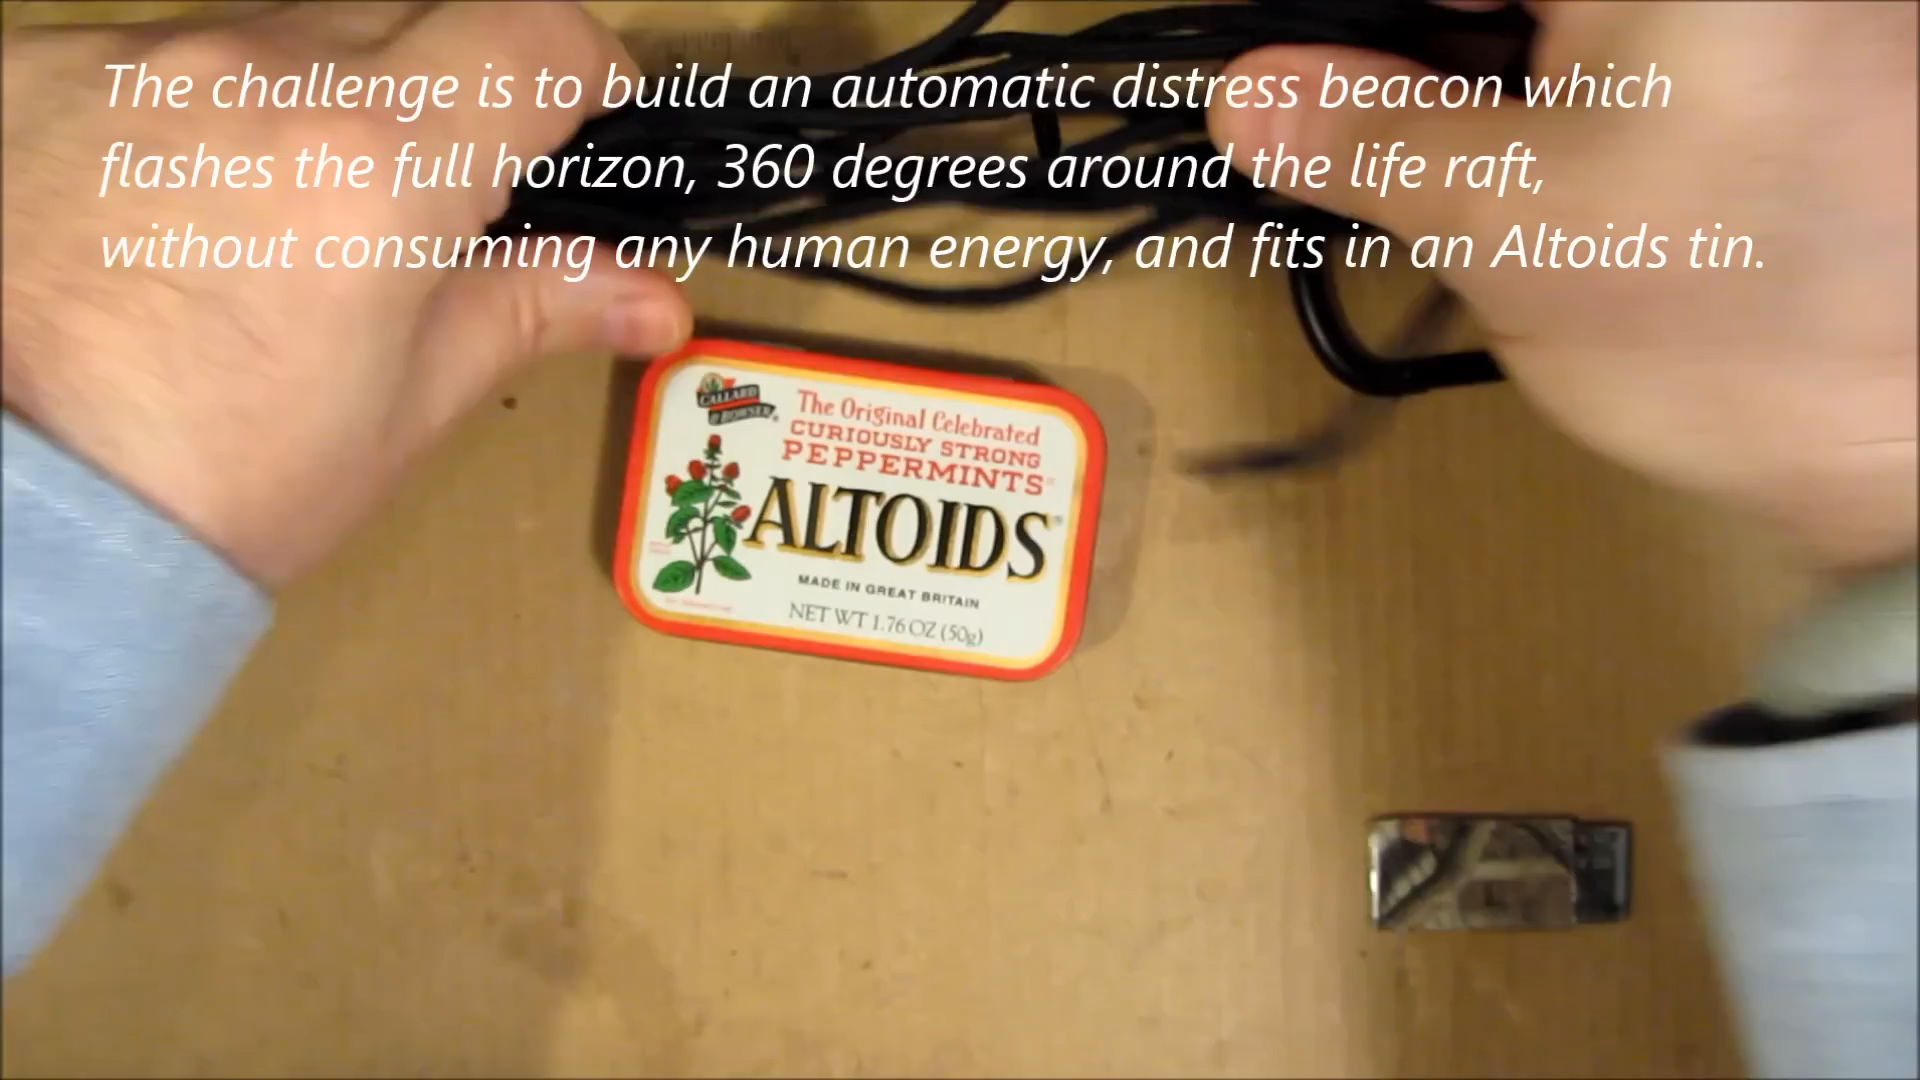 The challenge is to build an automatic distress beacon which
flashes the full horizon, 360 degrees around the life raft,
without consuming any human energy, and fits in an Altoids tin.
CALLARD
& BOWSER®
The Original Celebrated
CURIOUSLY STRONG
PEPPERMINTS®
ALTOIDS®
MADE IN GREAT BRITAIN
NET WT 1.76 OZ (50g)